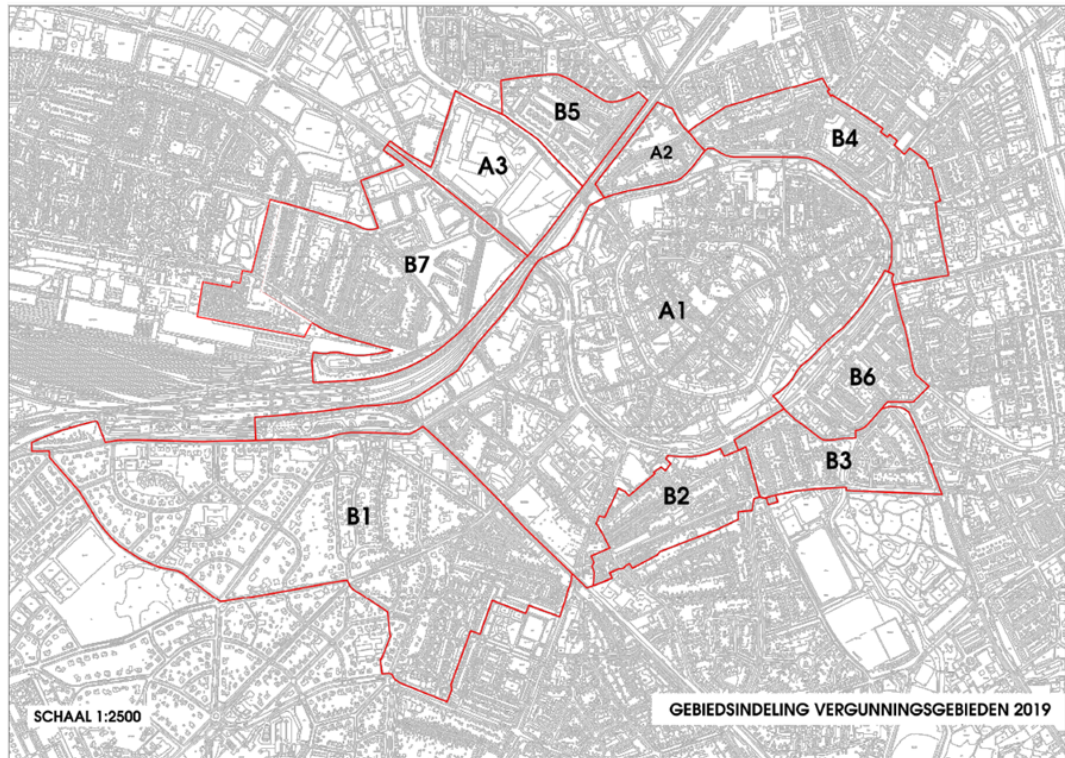 B5
A2
B4
A3
B7
A1
B6
B3
B2
B1
SCHAAL 1:2500
GEBIEDSINDELING VERGUNNINGSGEBIEDEN 2019